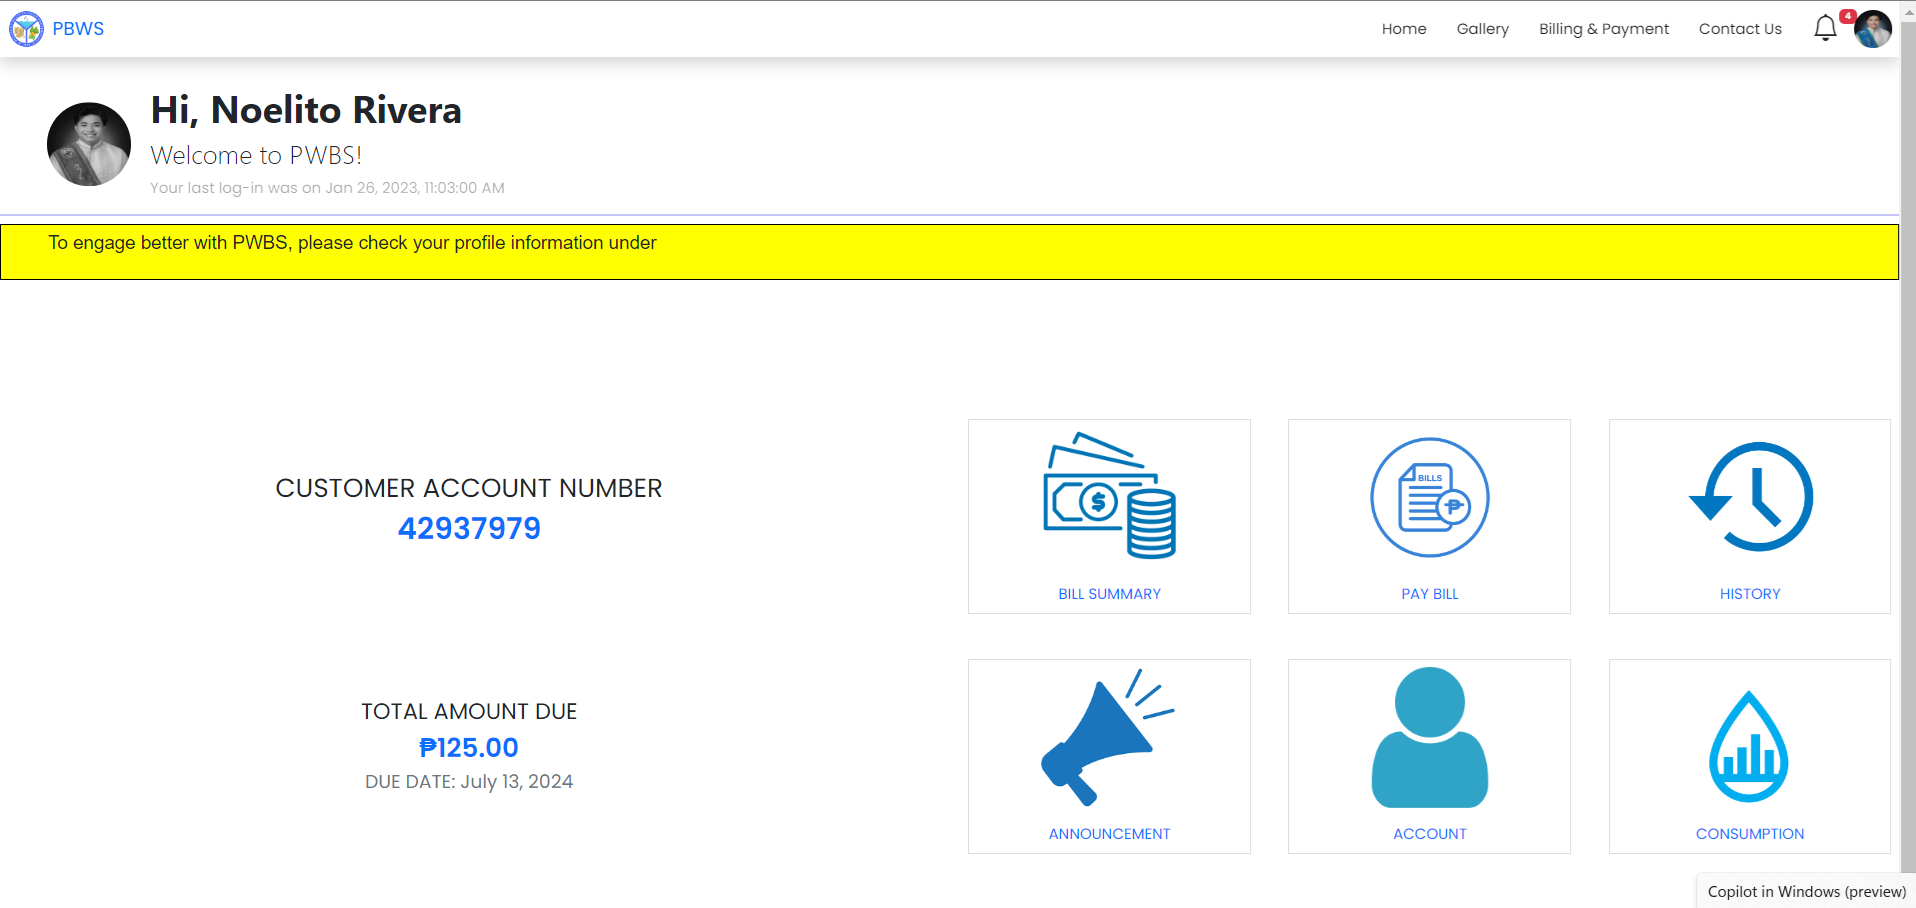 PBWS
Home Gallery Billing & Payment Contact Us 4
Hi, Noelito Rivera
Welcome to PWBS!
Your last log-in was on Jan 26, 2023, 11:03:00 AM
To engage better with PWBS, please check your profile information under
CUSTOMER ACCOUNT NUMBER
42937979
TOTAL AMOUNT DUE
₱125.00
DUE DATE: July 13, 2024
$
BILLS
₱
BILL SUMMARY
PAY BILL
HISTORY
ANNOUNCEMENT
ACCOUNT
CONSUMPTION
Copilot in Windows (preview)